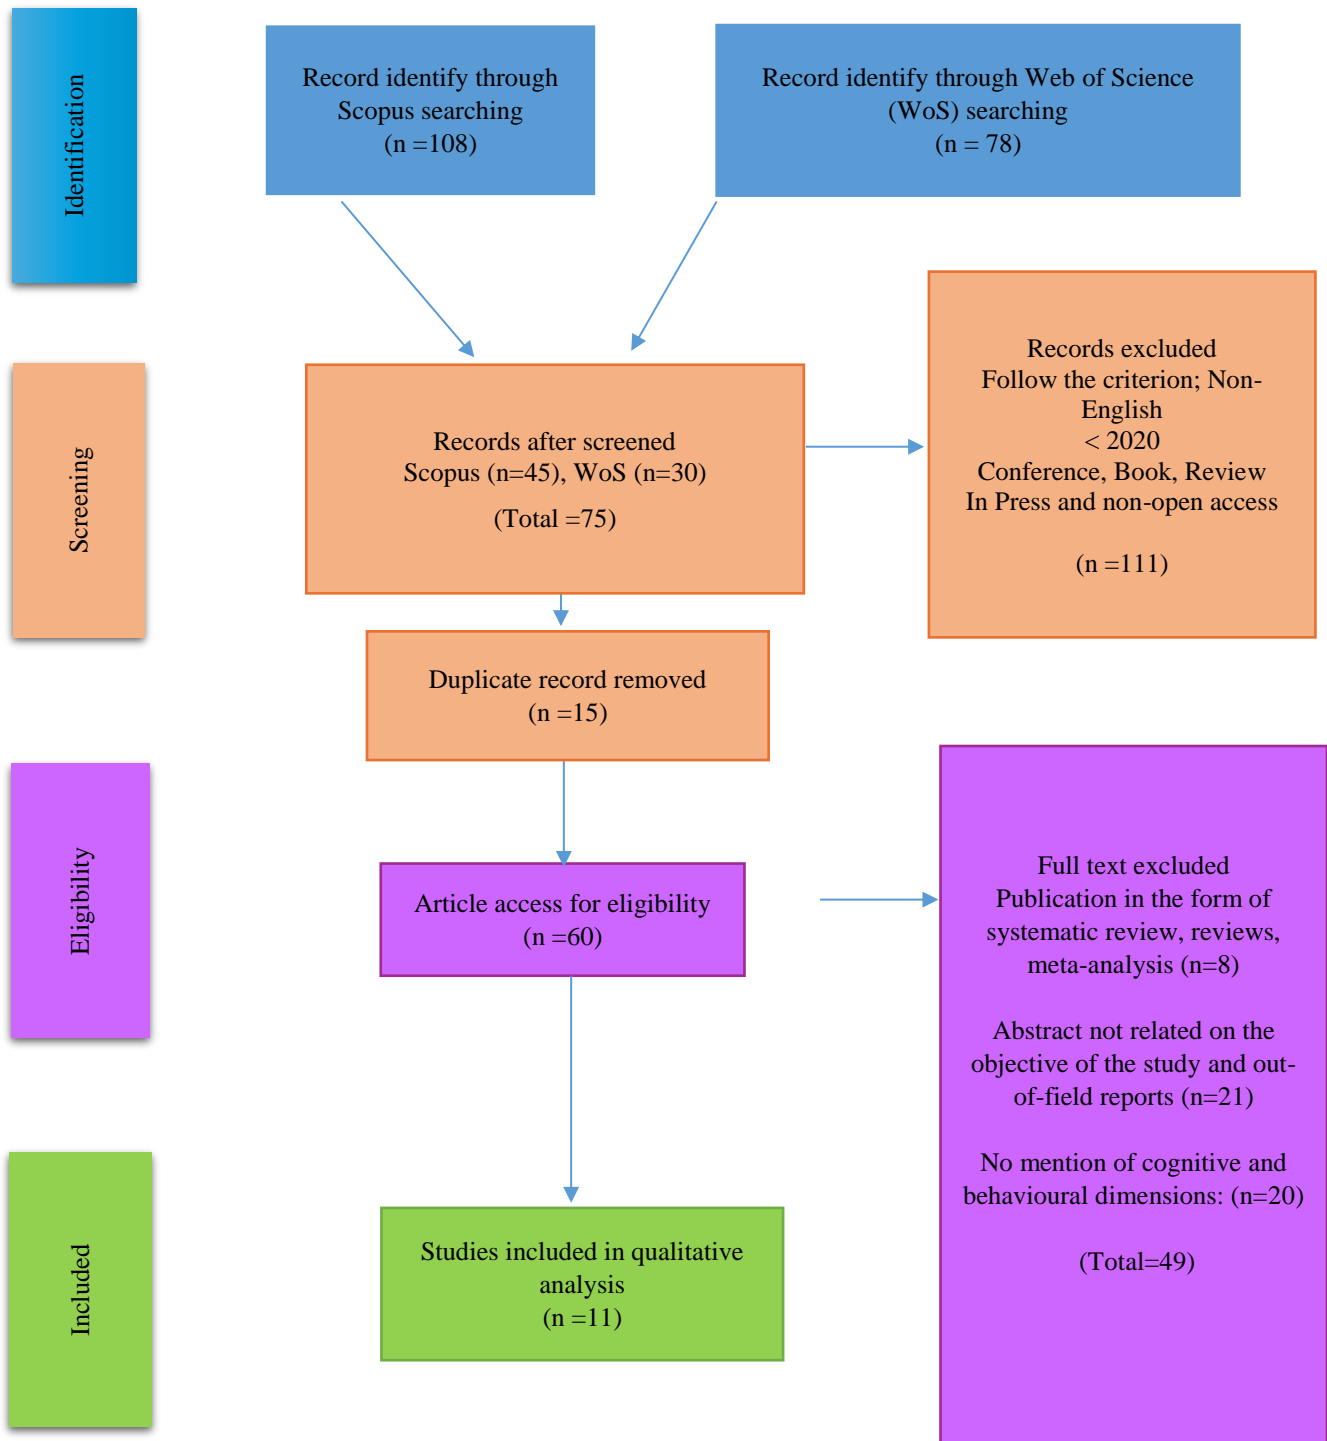 Identification
Record identify through
Scopus searching
(n =108)
Record identify through Web of Science
(WoS) searching
(n = 78)
Screening
Records after screened
Scopus (n=45), WoS (n=30)
(Total =75)
Records excluded
Follow the criterion; Non-
English
< 2020
Conference, Book, Review
In Press and non-open access
(n =111)
Duplicate record removed
(n =15)
Eligibility
Article access for eligibility
(n =60)
Full text excluded
Publication in the form of
systematic review, reviews,
meta-analysis (n=8)
Abstract not related on the
objective of the study and out-
of-field reports (n=21)
No mention of cognitive and
behavioural dimensions: (n=20)
(Total=49)
Included
Studies included in qualitative
analysis
(n =11)